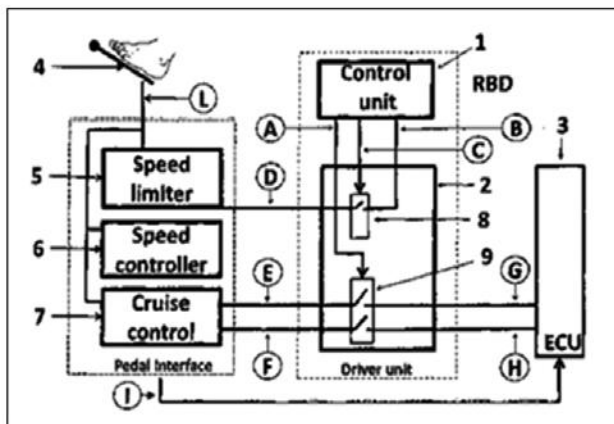 1
Control
unit
RBD
4
L
A
B
3
C
5
Speed
limiter
D
2
8
6
Speed
controller
9
E
G
7
Cruise
control
ECU
Pedal Interface
F
Driver unit
H
I